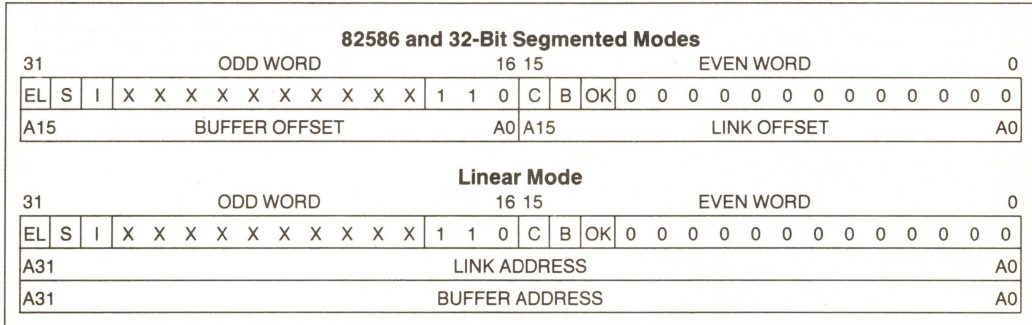 82586 and 32-Bit Segmented Modes
31 ODD WORD 16 15 EVEN WORD 0
EL S I X X X X X X X X X X 1 1 0 C B OK 0 0 0 0 0 0 0 0 0 0 0 0 0
A15 BUFFER OFFSET A0 A15 LINK OFFSET A0
Linear Mode
31 ODD WORD 16 15 EVEN WORD 0
EL S I X X X X X X X X X X 1 1 0 C B OK 0 0 0 0 0 0 0 0 0 0 0 0 0
A31 LINK ADDRESS A0
A31 BUFFER ADDRESS A0